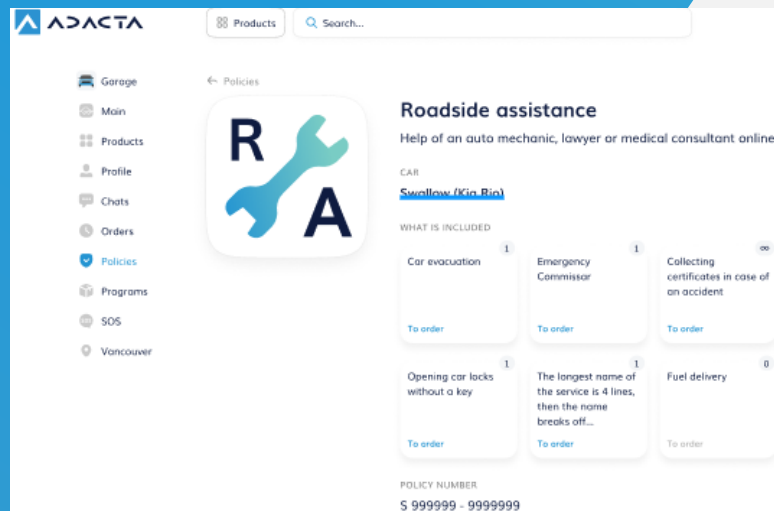 ADACTA
Products
Search...
Garage
Main
Products
Profile
Chats
Orders
Policies
Programs
SOS
Vancouver
Policies
R
A
Roadside assistance
Help of an auto mechanic, lawyer or medical consultant online
CAR
Swallow (Kia Rio)
WHAT IS INCLUDED
1
Car evacuation
To order
1
Emergency
Commissar
To order
∞
Collecting
certificates in case of
an accident
To order
1
Opening car locks
without a key
To order
1
The longest name of
the service is 4 lines,
then the name
breaks off...
To order
0
Fuel delivery
To order
POLICY NUMBER
S 999999 - 9999999